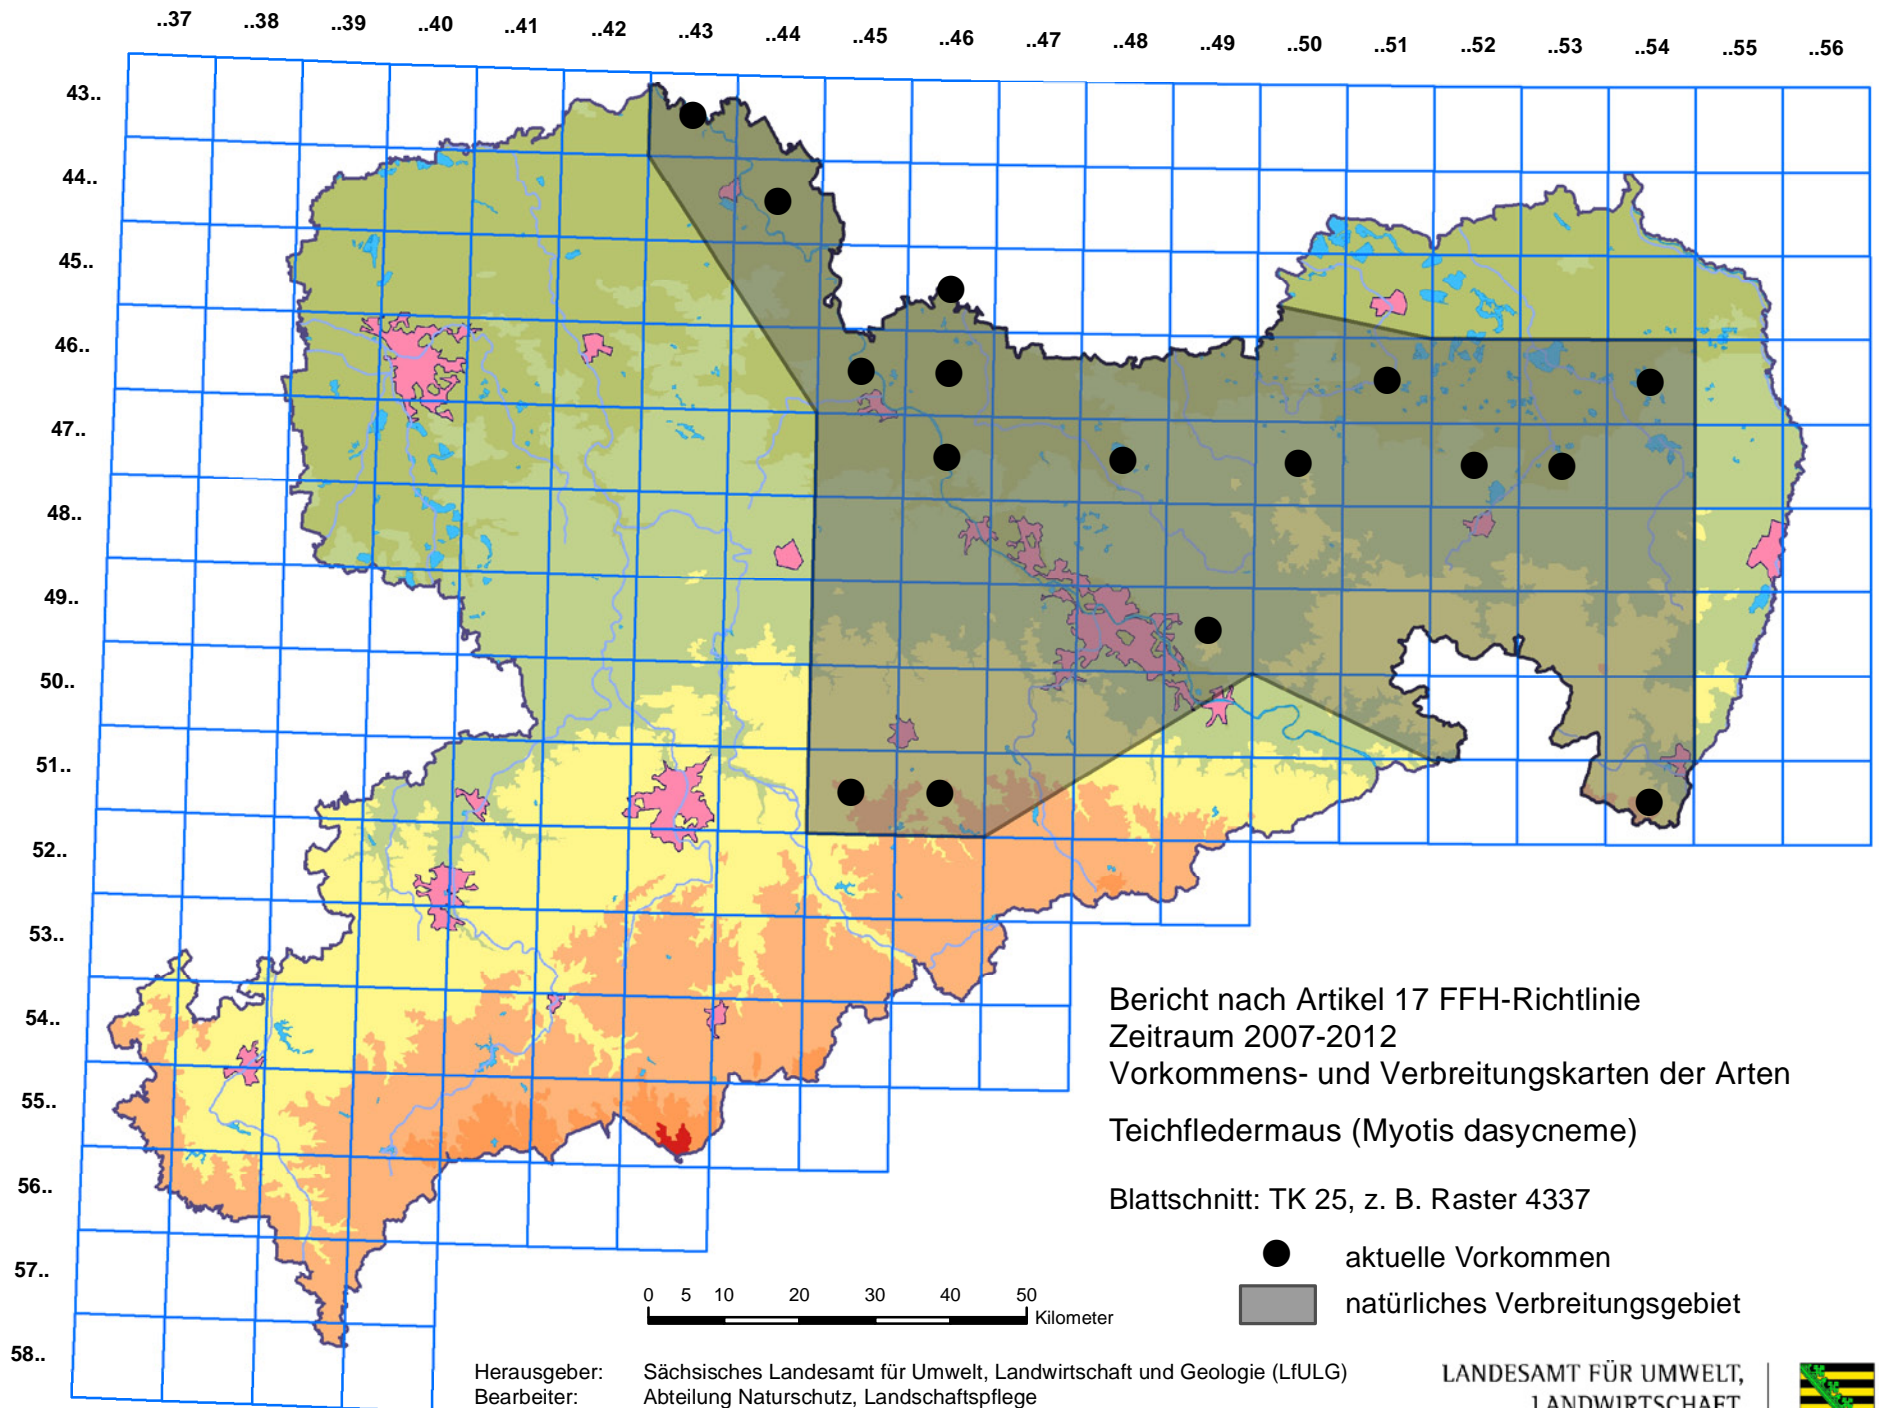 ..37 ..38 ..39 ..40 ..41 ..42 ..43 ..44 ..45 ..46 ..47 ..48 ..49 ..50 ..51 ..52 ..53 ..54 ..55 ..56
43..
44..
45..
46..
47..
48..
49..
50..
51..
52..
53..
54..
55..
56..
57..
58..
Bericht nach Artikel 17 FFH-Richtlinie
Zeitraum 2007-2012
Vorkommens- und Verbreitungskarten der Arten
Teichfledermaus (Myotis dasycneme)
Blattschnitt: TK 25, z. B. Raster 4337
aktuelle Vorkommen
natürliches Verbreitungsgebiet
0 5 10 20 30 40 50
Kilometer
Herausgeber: Sächsisches Landesamt für Umwelt, Landwirtschaft und Geologie (LfULG)
Bearbeiter: Abteilung Naturschutz, Landschaftspflege
LANDESAMT FÜR UMWELT,
LANDWIRTSCHAFT